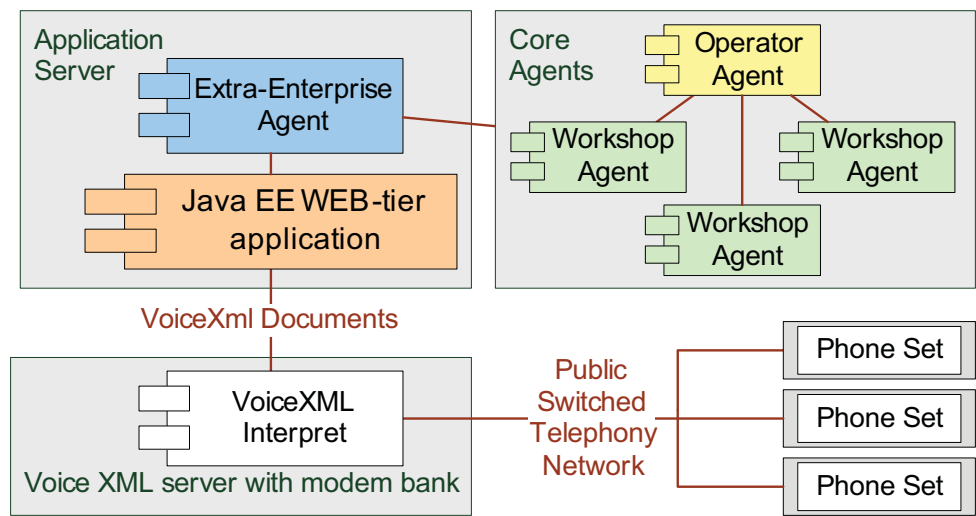 Application
Server
Extra-Enterprise
Agent
Java EE WEB-tier
application
Core
Agents
Operator
Agent
Workshop
Agent
Workshop
Agent
Workshop
Agent
VoiceXml Documents
VoiceXML
Interpret
Voice XML server with modem bank
Public
Switched
Telephony
Network
Phone Set
Phone Set
Phone Set